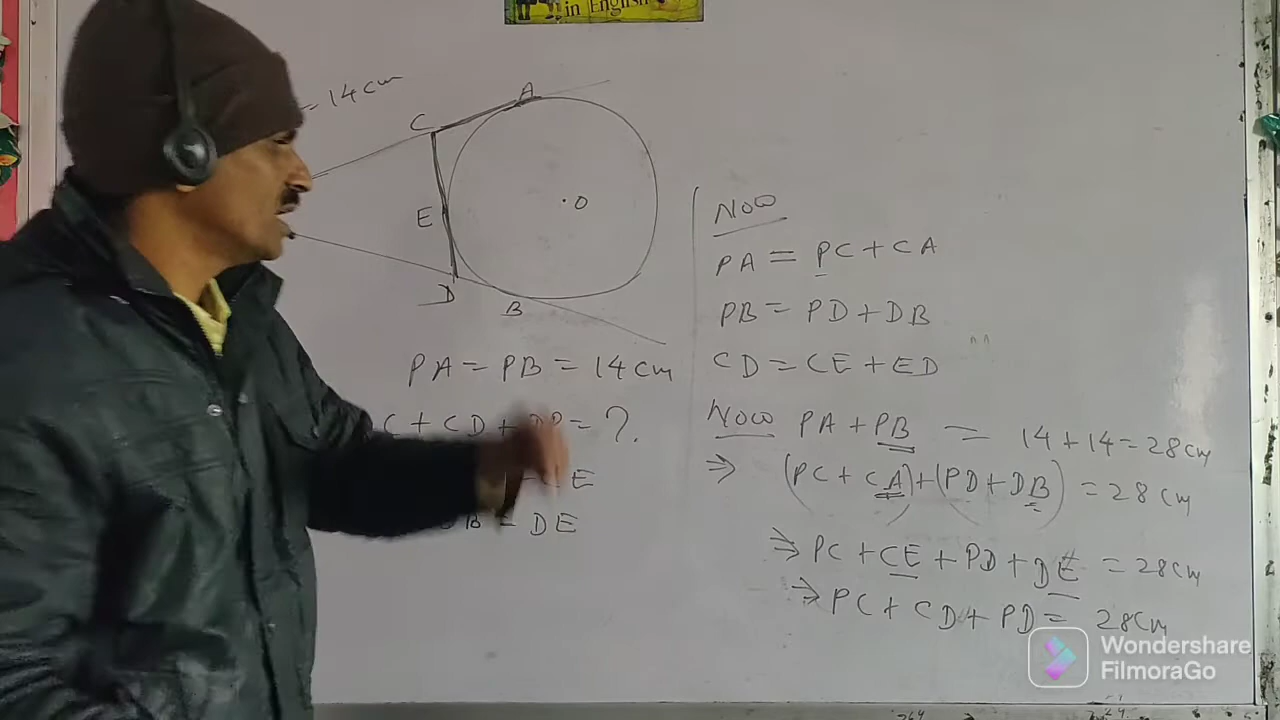 in English
= 14 cm
A
C
O
E
D
B
PA = PB = 14 cm
C + CD + = ?
E
= DE
Now
PA = PC + CA
PB = PD + DB
CD = CE + ED
Now PA + PB = 14 + 14 = 28 cm
⇒ (PC + CA) + (PD + DB) = 28 cm
⇒ PC + CE + PD + DE = 28 cm
⇒ PC + CD + PD = 28 cm
Wondershare
FilmoraGo